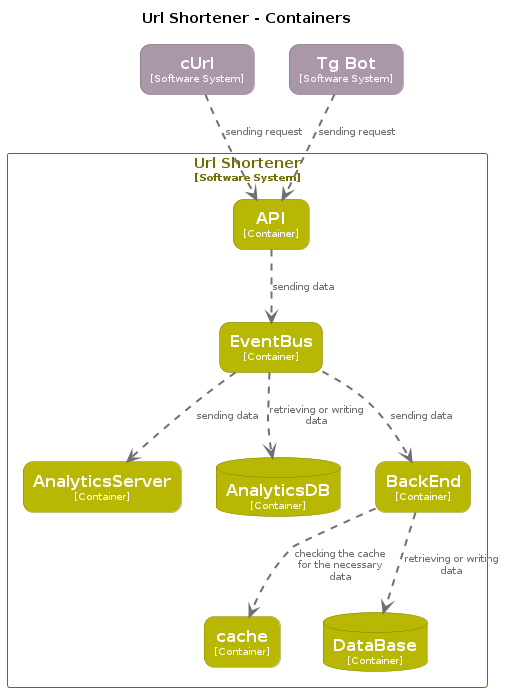 Url Shortener - Containers
cUrl
[Software System]
Tg Bot
[Software System]
sending request
sending request
Url Shortener
[Software System]
API
[Container]
sending data
EventBus
[Container]
sending data
retrieving or writing
data
sending data
AnalyticsServer
[Container]
AnalyticsDB
[Container]
BackEnd
[Container]
checking the cache
for the necessary
data
retrieving or writing
data
cache
[Container]
DataBase
[Container]